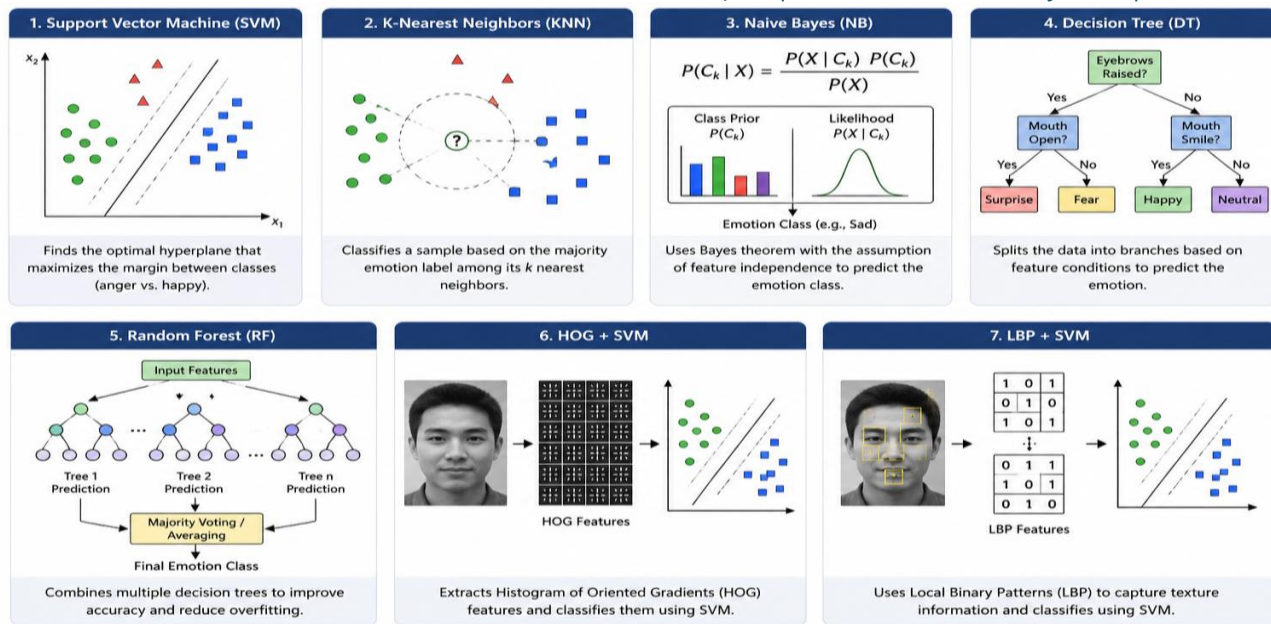 1. Support Vector Machine (SVM)
x₂
x₁
Finds the optimal hyperplane that
maximizes the margin between classes
(anger vs. happy).
2. K-Nearest Neighbors (KNN)
?
Classifies a sample based on the majority
emotion label among its k nearest
neighbors.
3. Naive Bayes (NB)
P(Cₖ | X) = P(X | Cₖ) P(Cₖ) / P(X)
Class Prior
P(Cₖ)
Likelihood
P(X | Cₖ)
Emotion Class (e.g., Sad)
Uses Bayes theorem with the assumption
of feature independence to predict the
emotion class.
4. Decision Tree (DT)
Eyebrows
Raised?
Yes No
Mouth
Open?
Mouth
Smile?
Yes No Yes No
Surprise Fear Happy Neutral
Splits the data into branches based on
feature conditions to predict the
emotion.
5. Random Forest (RF)
Input Features
... ...
Tree 1
Prediction
Tree 2
Prediction
Tree n
Prediction
Majority Voting /
Averaging
Final Emotion Class
Combines multiple decision trees to improve
accuracy and reduce overfitting.
6. HOG + SVM
HOG Features
Extracts Histogram of Oriented Gradients (HOG)
features and classifies them using SVM.
7. LBP + SVM
1 0 1
0 1 0
1 0 1
0 1 1
1 0 1
0 1 0
LBP Features
Uses Local Binary Patterns (LBP) to capture texture
information and classifies using SVM.